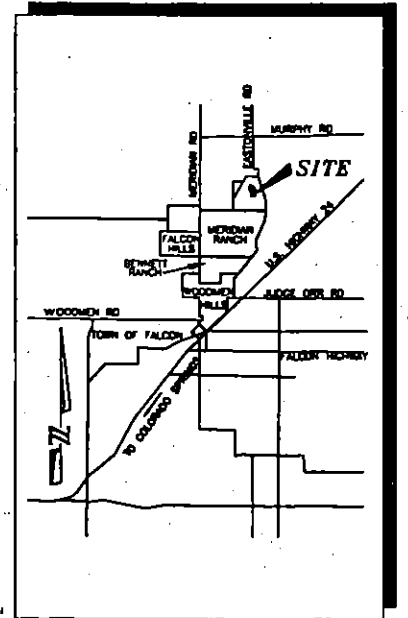 MERIDIAN RD
EASTONVILLE RD
MURPHY RD
SITE
FALCON
HILLS
MERIDIAN
RANCH
BENNETT
RANCH
U.S. HIGHWAY 24
WOODMEN
HILLS
JUDGE ORR RD
WOODMEN RD
TOWN OF FALCON
FALCON HIGHWAY
TO COLORADO SPRINGS
N